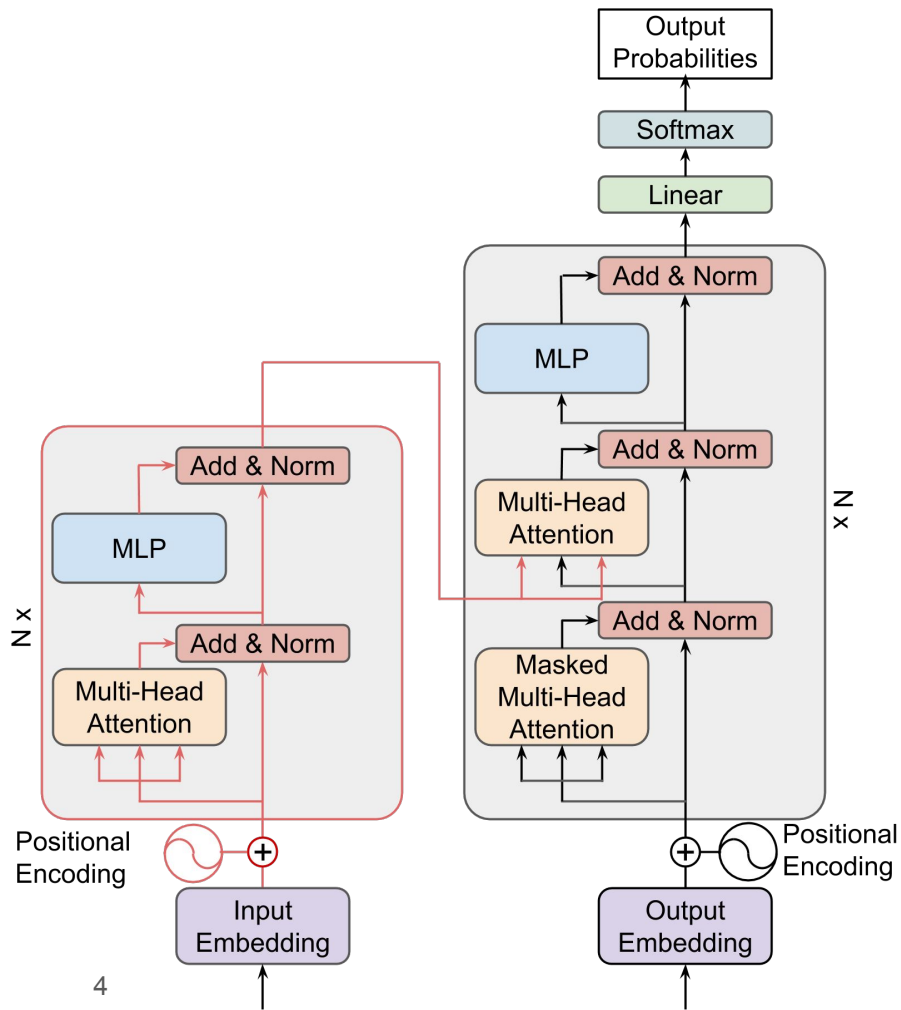 Output
Probabilities
Softmax
Linear
Add & Norm
MLP
Add & Norm
Multi-Head
Attention
N x
Add & Norm
Masked
Multi-Head
Attention
Positional
Encoding
+
Output
Embedding
Add & Norm
MLP
N x
Add & Norm
Multi-Head
Attention
Positional
Encoding
+
Input
Embedding
4